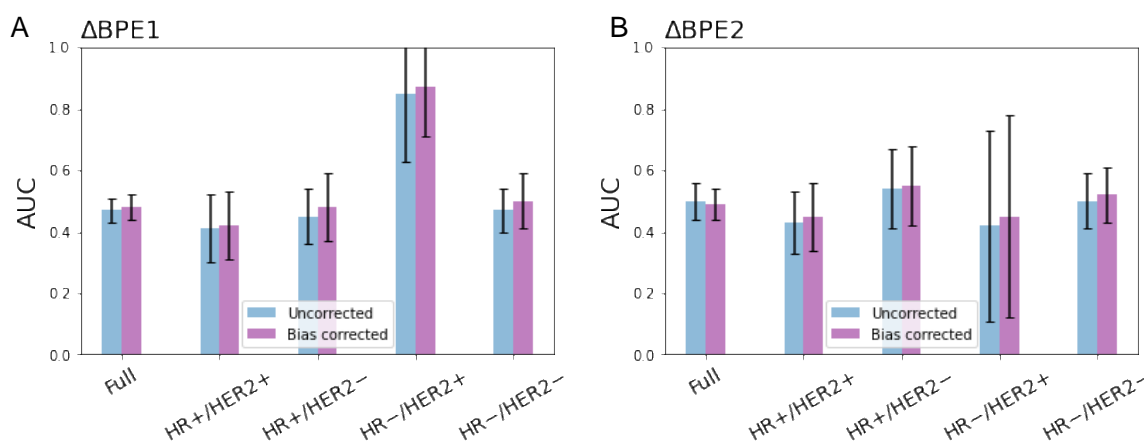 A
ΔBPE1
AUC
1 0
0.8
0.6
0.4
0.2
0.0
Uncorrected
Bias corrected
Full
HR+/HER2+
HR+/HER2−
HR−/HER2+
HR−/HER2−
B
ΔBPE2
AUC
1 0
0.8
0.6
0.4
0.2
0.0
Uncorrected
Bias corrected
Full
HR+/HER2+
HR+/HER2−
HR−/HER2+
HR−/HER2−